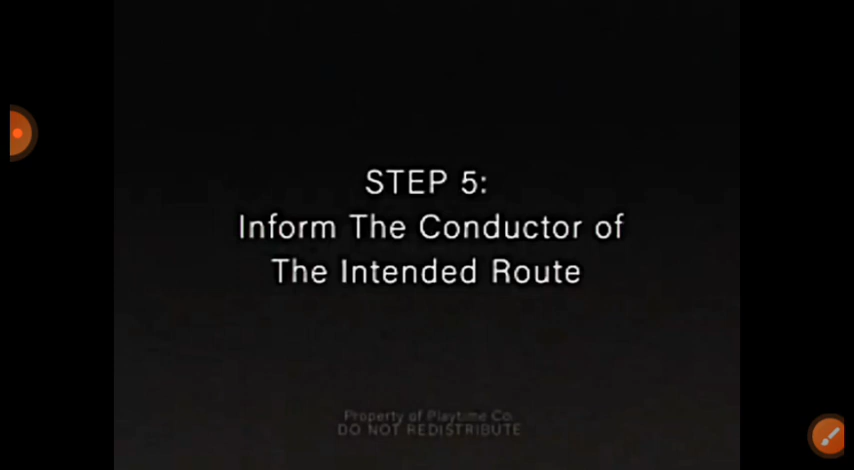 STEP 5:
Inform The Conductor of
The Intended Route
Property of Playtime Co.
DO NOT REDISTRIBUTE